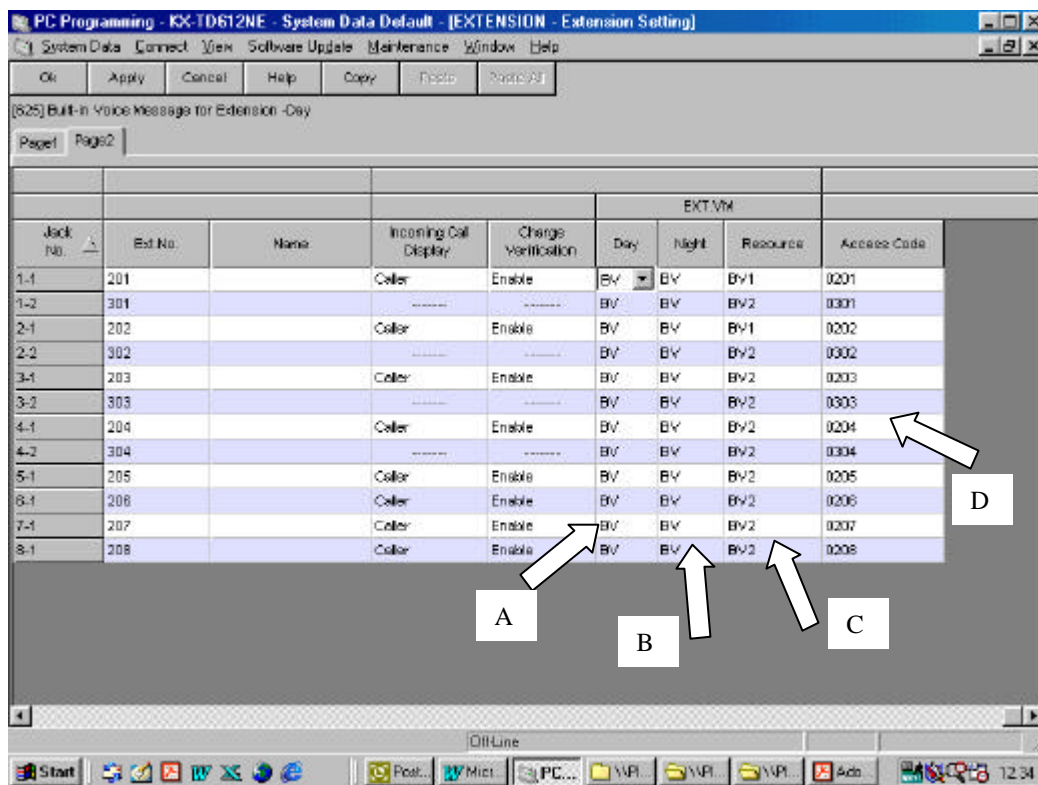 PC Programming - KX-TD612NE - System Data Default - [EXTENSION - Extension Setting]
System Data Connect View Software Update Maintenance Window Help
Ok Apply Cancel Help Copy Paste Paste All
[625] Built-in Voice Message for Extension -Day
Page1 Page2
EXT.VM
Jack No. Ext.No. Name Incoming Call Display Charge Verification Day Night Resource Access Code
1-1 201 Caller Enable BV BV BV1 0201
1-2 301 ------- ------- BV BV BV2 0301
2-1 202 Caller Enable BV BV BV1 0202
2-2 302 ------- ------- BV BV BV2 0302
3-1 203 Caller Enable BV BV BV2 0203
3-2 303 ------- ------- BV BV BV2 0303
4-1 204 Caller Enable BV BV BV2 0204
4-2 304 ------- ------- BV BV BV2 0304
5-1 205 Caller Enable BV BV BV2 0205
6-1 206 Caller Enable BV BV BV2 0206
7-1 207 Caller Enable BV BV BV2 0207
8-1 208 Caller Enable BV BV BV2 0208
D
A
B
C
Off-Line
Start Post... Mict... PC... \\PI... \\PI... \\PI... Adb... 12:34